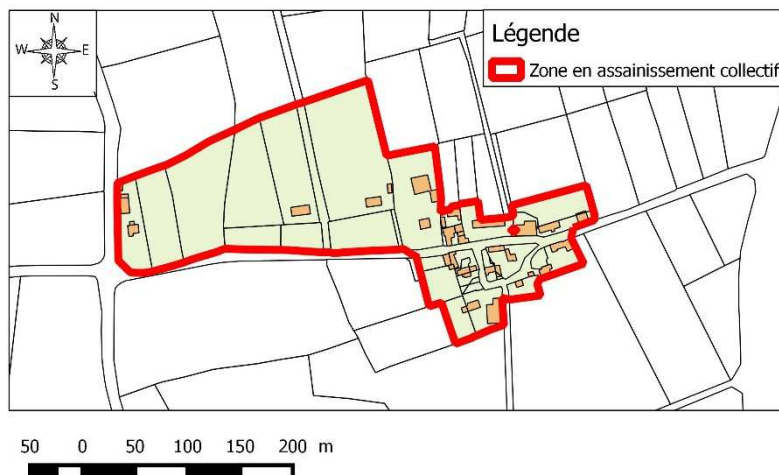 N
W E
S
Légende
Zone en assainissement collectif
50 0 50 100 150 200 m